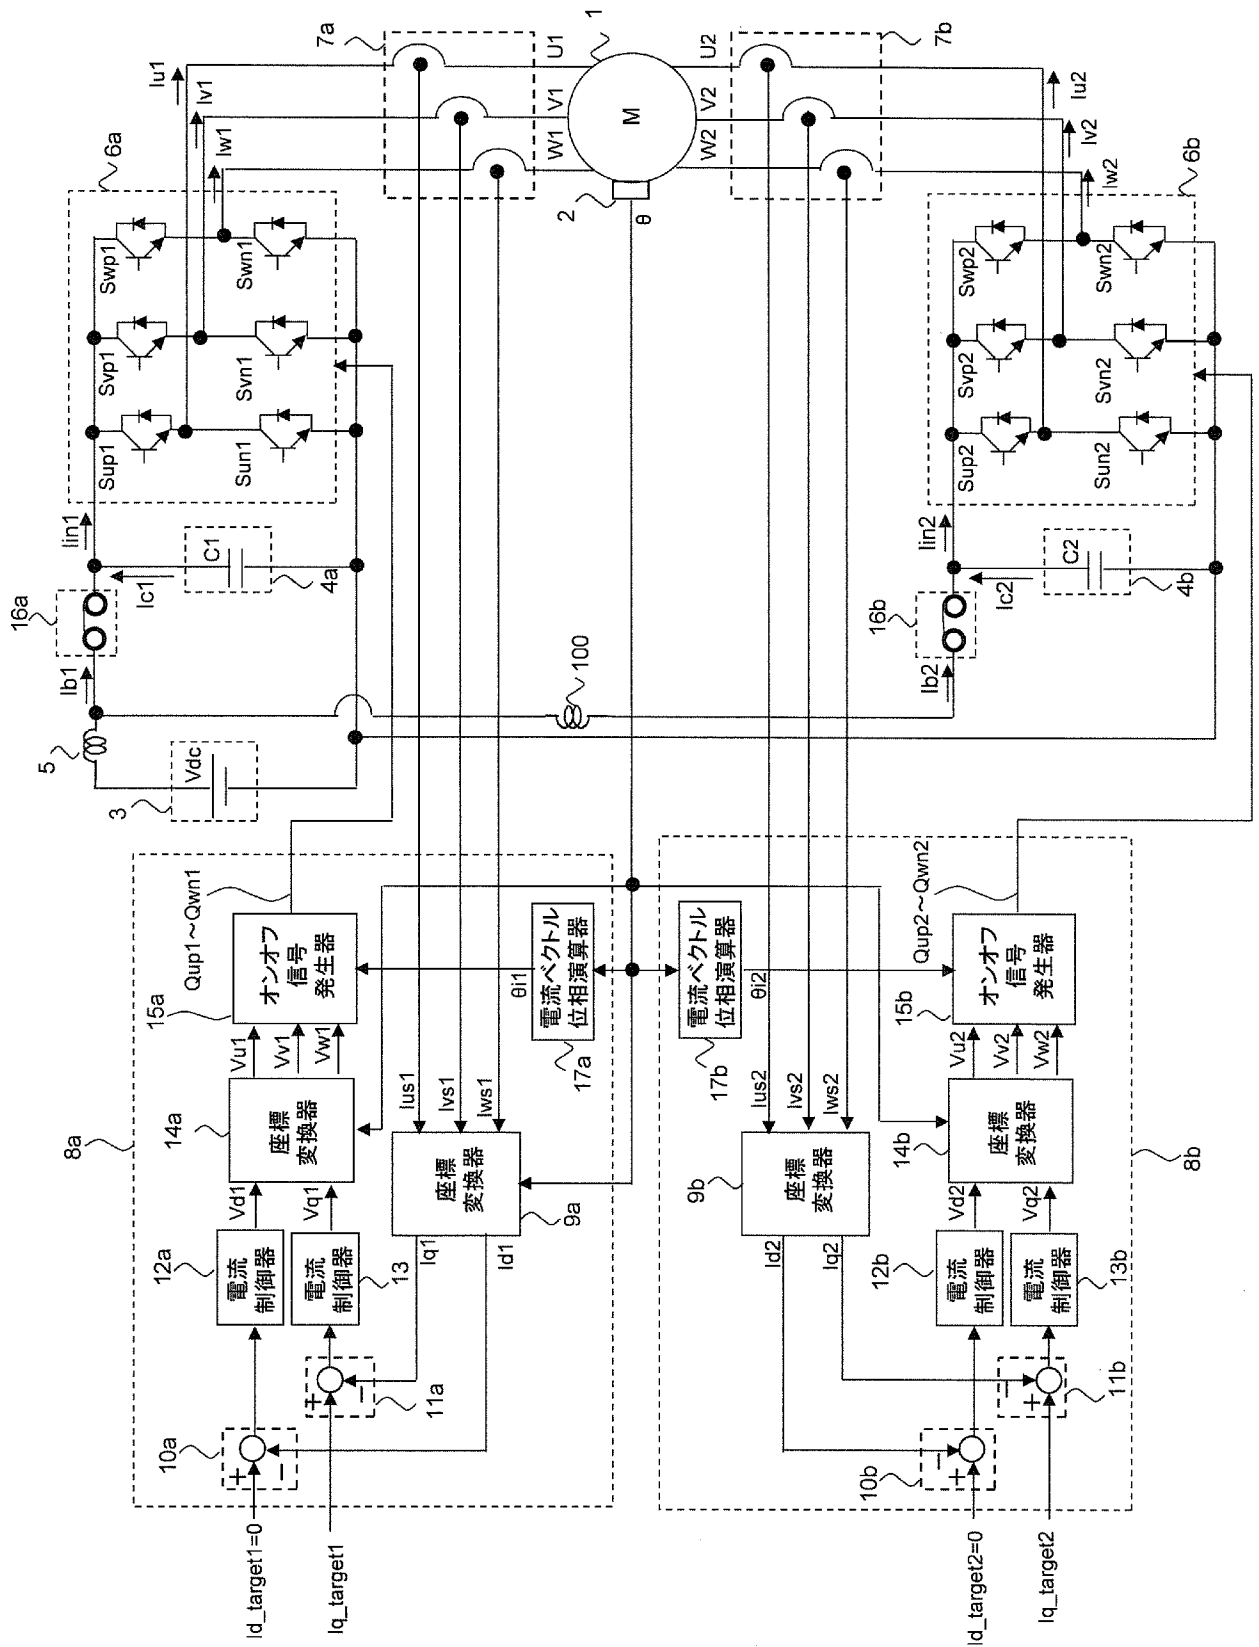 3
Vdc
5
Ib1
16a
Ic1
C1
4a
Iin1
6a
Sup1
Svp1
Swp1
Sun1
Svn1
Swn1
Iu1
Iv1
Iw1
7a
U1
V1
W1
1
M
2
θ
U2
V2
W2
7b
Iu2
Iv2
Iw2
6b
Sup2
Svp2
Swp2
Sun2
Svn2
Swn2
Iin2
C2
4b
Ic2
16b
Ib2
100
8a
Id_target1=0
Iq_target1
10a
+
−
11a
+
−
12a
電流
制御器
13
電流
制御器
Vd1
Vq1
14a
座標
変換器
Vu1
Vv1
Vw1
15a
オンオフ
信号
発生器
Qup1～Qwn1
Iq1
Id1
9a
座標
変換器
Ius1
Ivs1
Iws1
17a
電流ベクトル
位相演算器
θi1
8b
Id_target2=0
Iq_target2
10b
−
+
11b
−
+
12b
電流
制御器
13b
電流
制御器
Vd2
Vq2
14b
座標
変換器
Vu2
Vv2
Vw2
15b
オンオフ
信号
発生器
Qup2～Qwn2
Id2
Iq2
9b
座標
変換器
Ius2
Ivs2
Iws2
17b
電流ベクトル
位相演算器
θi2